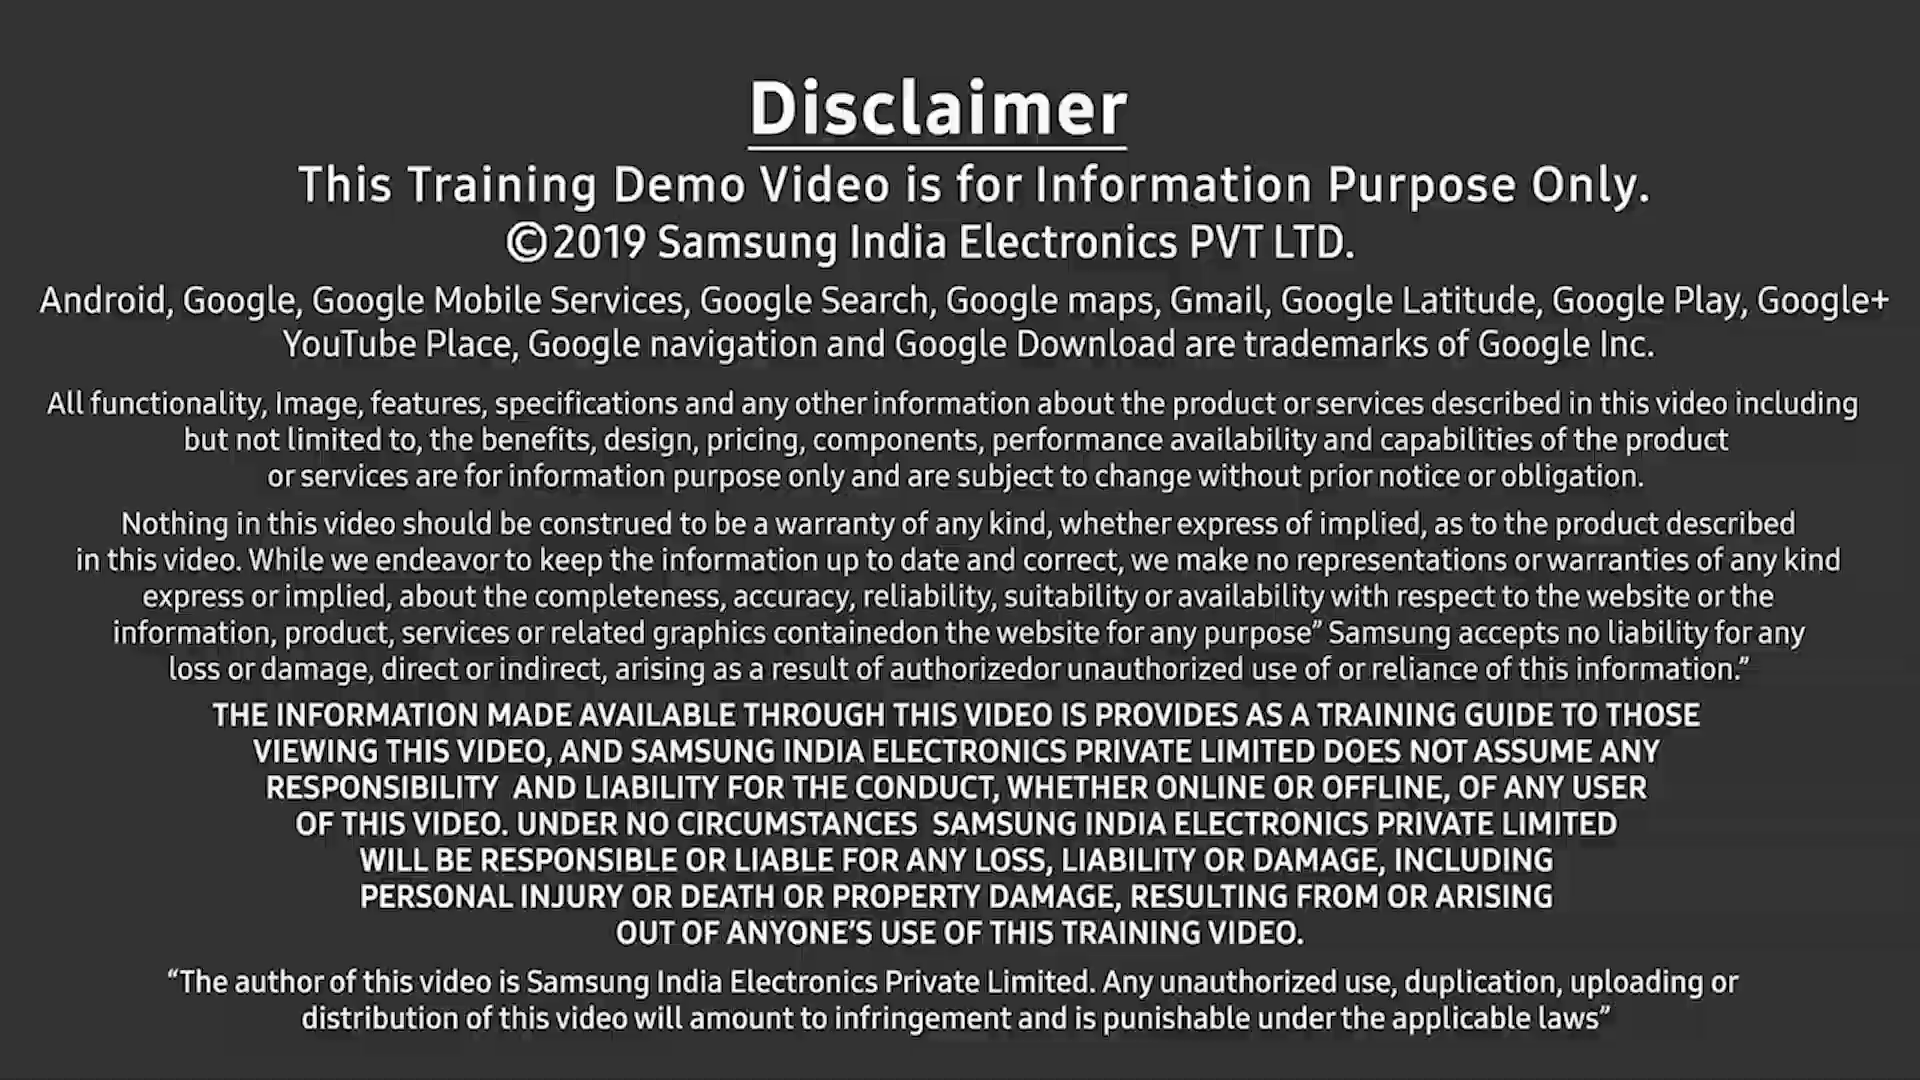 Disclaimer
This Training Demo Video is for Information Purpose Only.
©2019 Samsung India Electronics PVT LTD.
Android, Google, Google Mobile Services, Google Search, Google maps, Gmail, Google Latitude, Google Play, Google+
YouTube Place, Google navigation and Google Download are trademarks of Google Inc.
All functionality, Image, features, specifications and any other information about the product or services described in this video including
but not limited to, the benefits, design, pricing, components, performance availability and capabilities of the product
or services are for information purpose only and are subject to change without prior notice or obligation.
Nothing in this video should be construed to be a warranty of any kind, whether express of implied, as to the product described
in this video. While we endeavor to keep the information up to date and correct, we make no representations or warranties of any kind
express or implied, about the completeness, accuracy, reliability, suitability or availability with respect to the website or the
information, product, services or related graphics containedon the website for any purpose” Samsung accepts no liability for any
loss or damage, direct or indirect, arising as a result of authorizedor unauthorized use of or reliance of this information.”
THE INFORMATION MADE AVAILABLE THROUGH THIS VIDEO IS PROVIDES AS A TRAINING GUIDE TO THOSE
VIEWING THIS VIDEO, AND SAMSUNG INDIA ELECTRONICS PRIVATE LIMITED DOES NOT ASSUME ANY
RESPONSIBILITY AND LIABILITY FOR THE CONDUCT, WHETHER ONLINE OR OFFLINE, OF ANY USER
OF THIS VIDEO. UNDER NO CIRCUMSTANCES SAMSUNG INDIA ELECTRONICS PRIVATE LIMITED
WILL BE RESPONSIBLE OR LIABLE FOR ANY LOSS, LIABILITY OR DAMAGE, INCLUDING
PERSONAL INJURY OR DEATH OR PROPERTY DAMAGE, RESULTING FROM OR ARISING
OUT OF ANYONE’S USE OF THIS TRAINING VIDEO.
“The author of this video is Samsung India Electronics Private Limited. Any unauthorized use, duplication, uploading or
distribution of this video will amount to infringement and is punishable under the applicable laws”